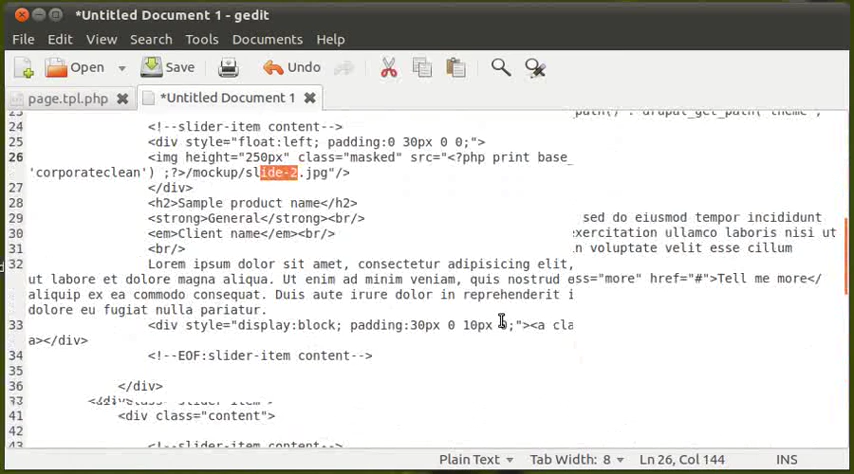 *Untitled Document 1 - gedit
File Edit View Search Tools Documents Help
Open Save Undo
page.tpl.php *Untitled Document 1
24 <!--slider-item content-->
25 <div style="float:left; padding:0 30px 0 0;">
26 <img height="250px" class="masked" src="<?php print base_
'corporateclean') ;?>/mockup/slide-2.jpg"/>
27 </div>
28 <h2>Sample product name</h2>
29 <strong>General</strong><br/> sed do eiusmod tempor incididunt
30 <em>Client name</em><br/> exercitation ullamco laboris nisi ut
31 <br/> in voluptate velit esse cillum
32 Lorem ipsum dolor sit amet, consectetur adipisicing elit,
ut labore et dolore magna aliqua. Ut enim ad minim veniam, quis nostrud ss="more" href="#">Tell me more</
aliquip ex ea commodo consequat. Duis aute irure dolor in reprehenderit
dolore eu fugiat nulla pariatur.
33 <div style="display:block; padding:30px 0 10px 0;"><a cla
a></div>
34 <!--EOF:slider-item content-->
35
36 </div>
41 <div class="content">
42
43 <!--slider-item content-->
Plain Text Tab Width: 8 Ln 26, Col 144 INS